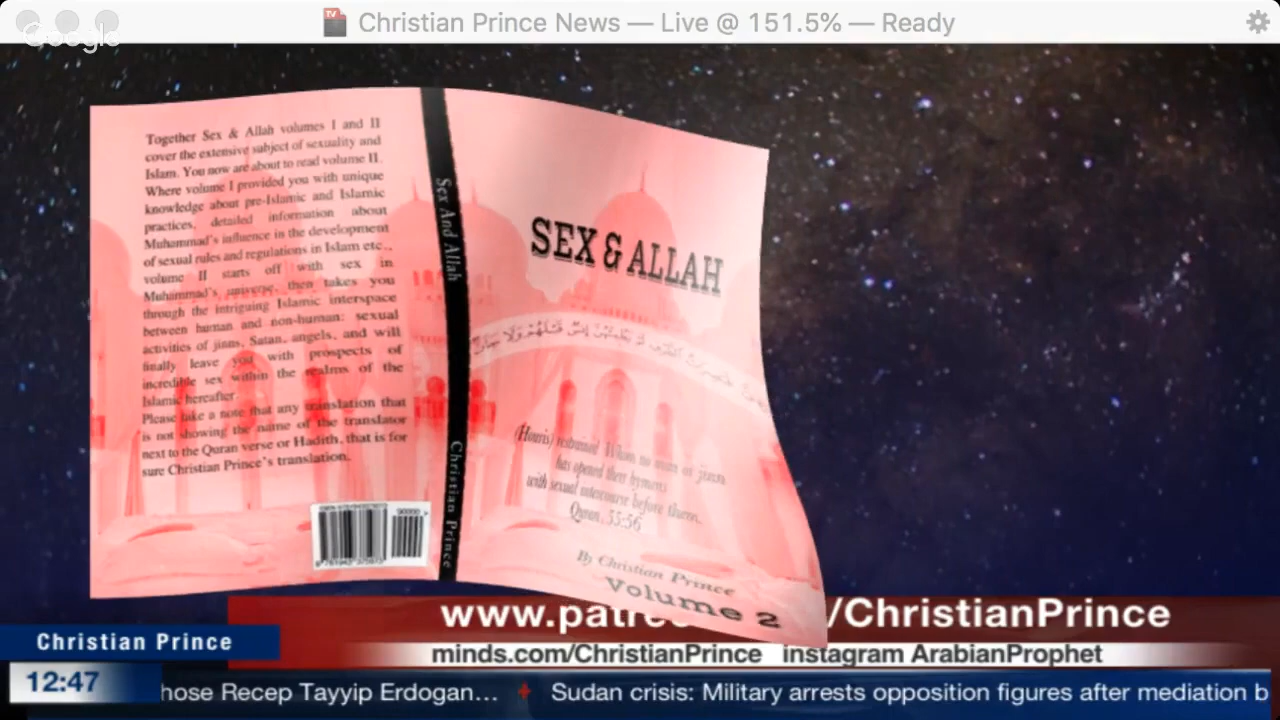 Christian Prince News — Live @ 151.5% — Ready
Google
Together Sex & Allah volumes I and II
cover the extensive subject of sexuality and
Islam. You now are about to read volume II.
Where volume I provided you with unique
knowledge about pre-Islamic and Islamic
practices, detailed information about
Muhammad's influence in the development
of sexual rules and regulations in Islam etc.,
volume II starts off with sex in
Muhammad's universe, then takes you
through the intriguing Islamic interspace
between human and non-human: sexual
activities of jinns, Satan, angels, and will
finally leave you with prospects of
incredible sex within the realms of the
Islamic hereafter.
Please take a note that any translation that
is not showing the name of the translator
next to the Quran verse or Hadith, that is for
sure Christian Prince's translation.
90000
Sex And Allah
Christian Prince
SEX & ALLAH
(Houris) restrained Whom no man or jinn
has opened their hymens
with sexual intercourse before them.
Quran, 55:56
By Christian Prince
Volume 2
www.patre /ChristianPrince
Christian Prince
minds.com/ChristianPrince instagram ArabianProphet
12:47
hose Recep Tayyip Erdogan... Sudan crisis: Military arrests opposition figures after mediation b